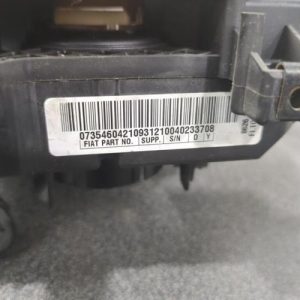 07354604210931210040233708
FIAT PART NO. SUPP. S/N D Y